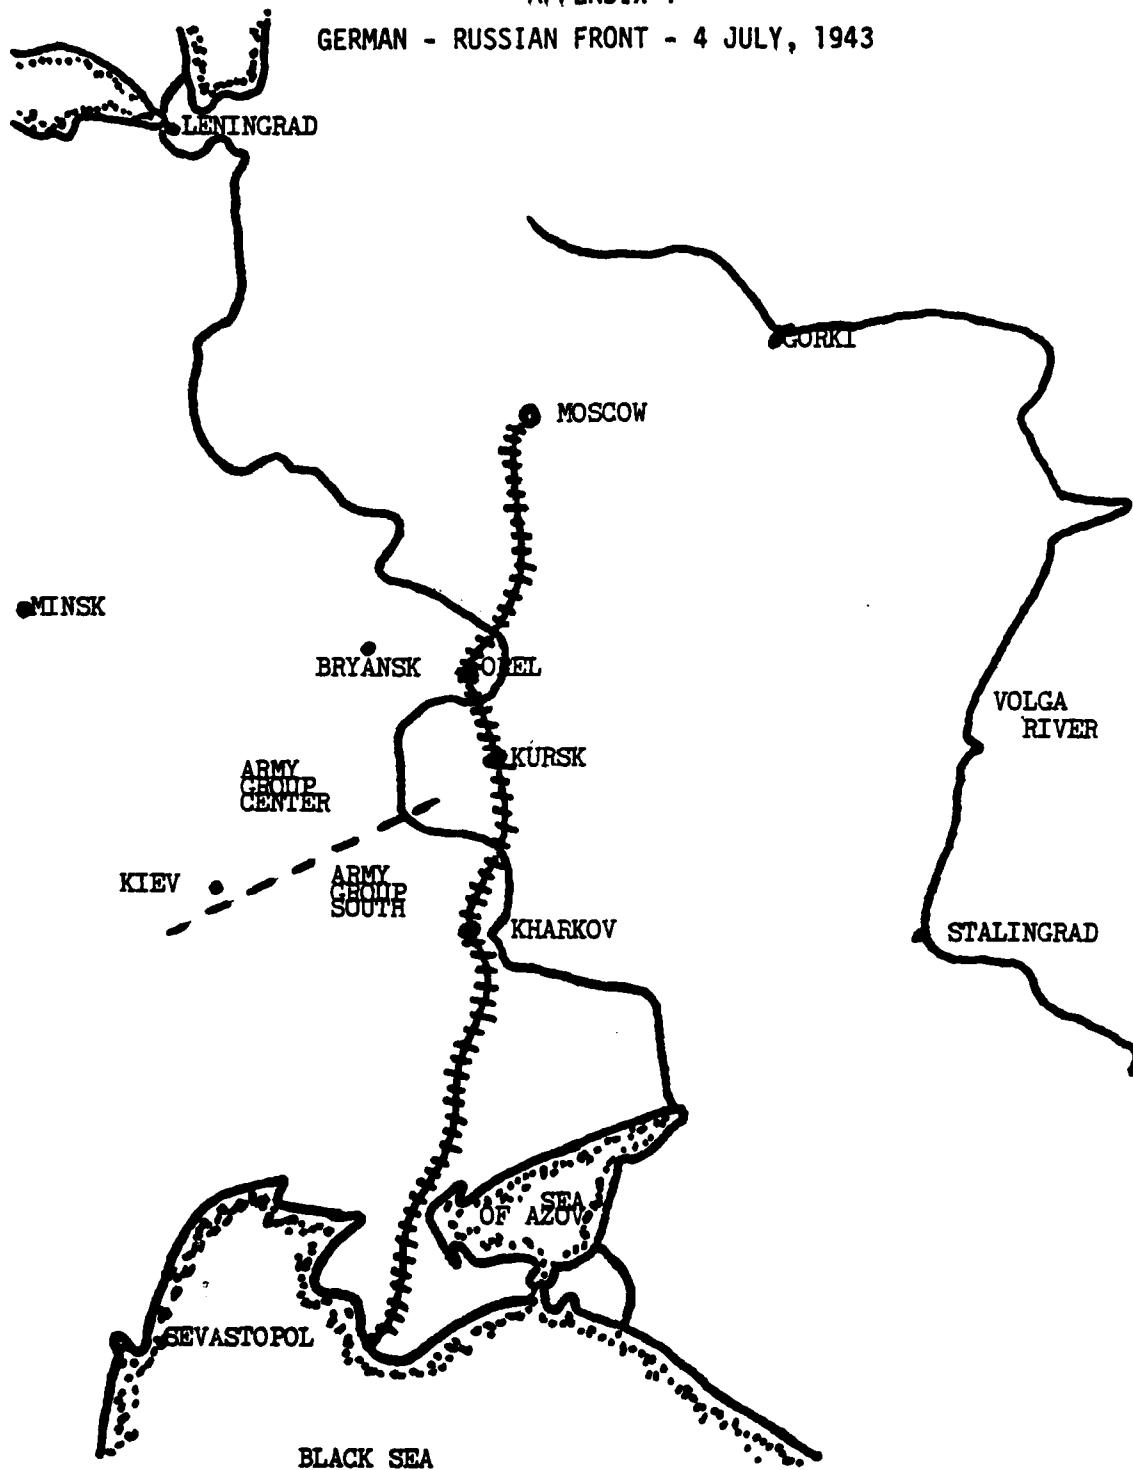 GERMAN - RUSSIAN FRONT - 4 JULY, 1943
LENINGRAD
GORKI
MOSCOW
MINSK
BRYANSK
OREL
VOLGA
RIVER
KURSK
ARMY
GROUP
CENTER
KIEV
ARMY
GROUP
SOUTH
KHARKOV
STALINGRAD
SEA
OF AZOV
SEVASTOPOL
BLACK SEA